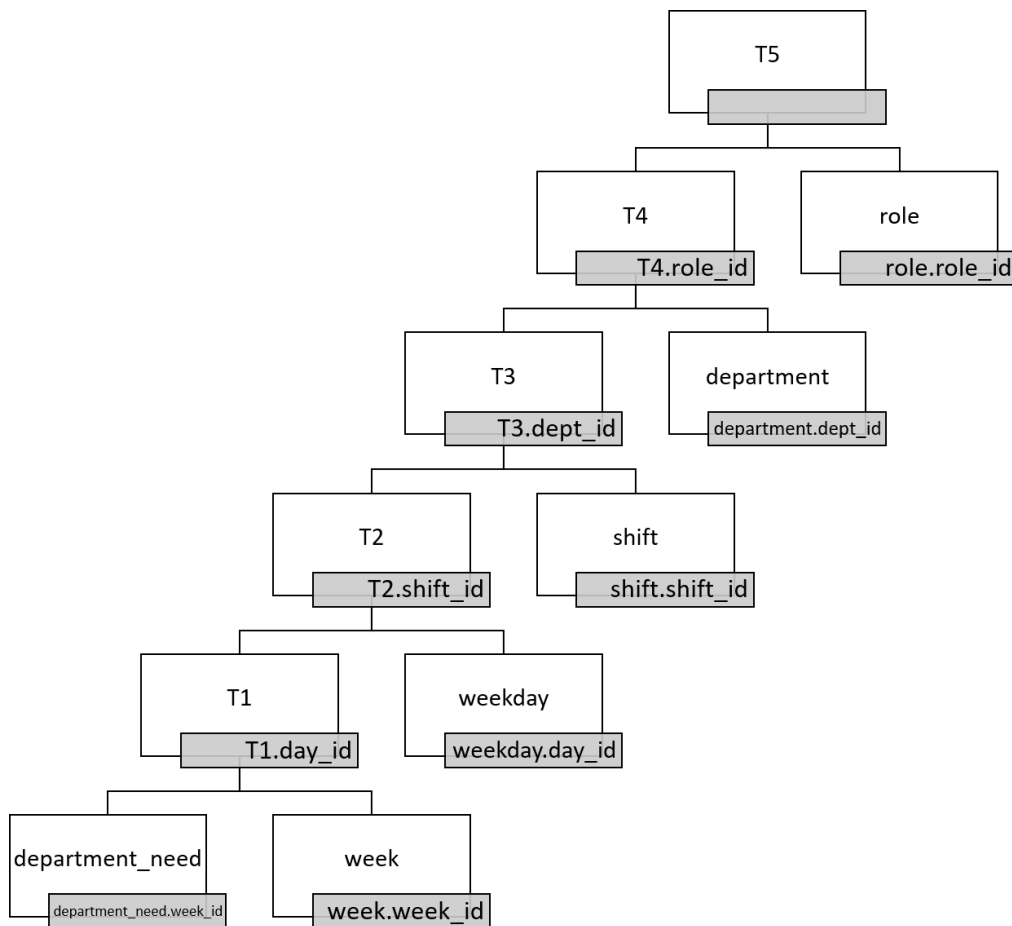 T5
T4
role
T4.role_id
role.role_id
T3
department
T3.dept_id
department.dept_id
T2
shift
T2.shift_id
shift.shift_id
T1
weekday
T1.day_id
weekday.day_id
department_need
week
department_need.week_id
week.week_id